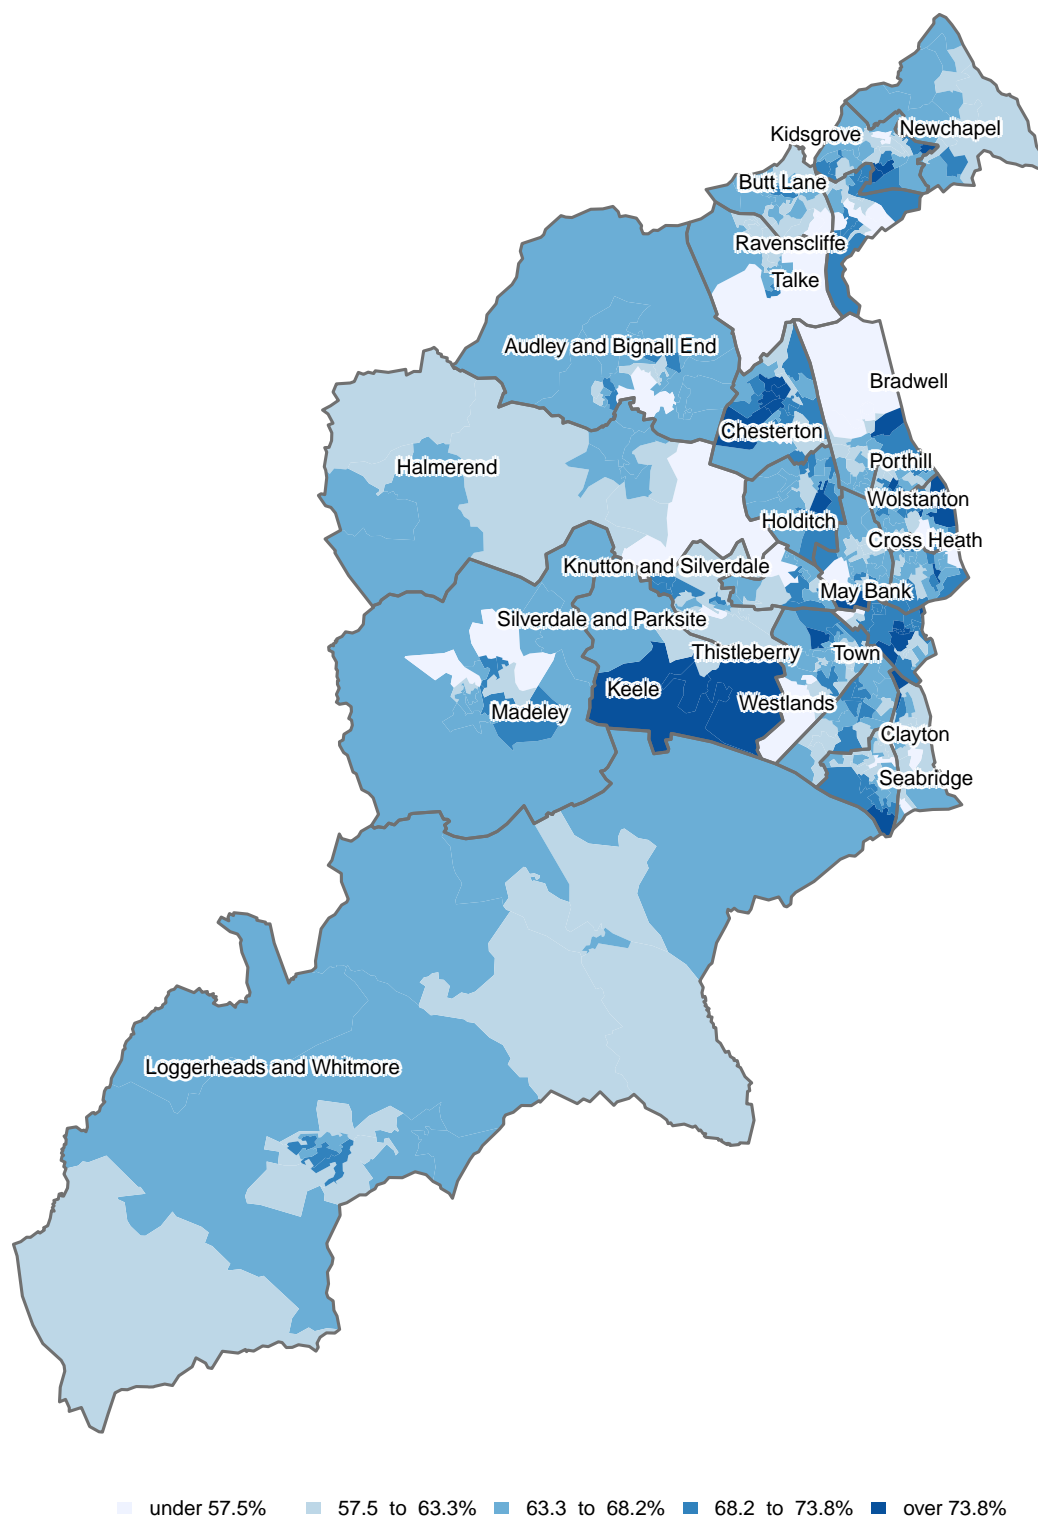 Kidsgrove
Newchapel
Butt Lane
Ravenscliffe
Talke
Audley and Bignall End
Bradwell
Chesterton
Porthill
Halmerend
Wolstanton
Holditch
Cross Heath
Knutton and Silverdale
May Bank
Silverdale and Parksite
Thistleberry
Town
Keele
Westlands
Madeley
Clayton
Seabridge
Loggerheads and Whitmore
under 57.5% 57.5 to 63.3% 63.3 to 68.2% 68.2 to 73.8% over 73.8%